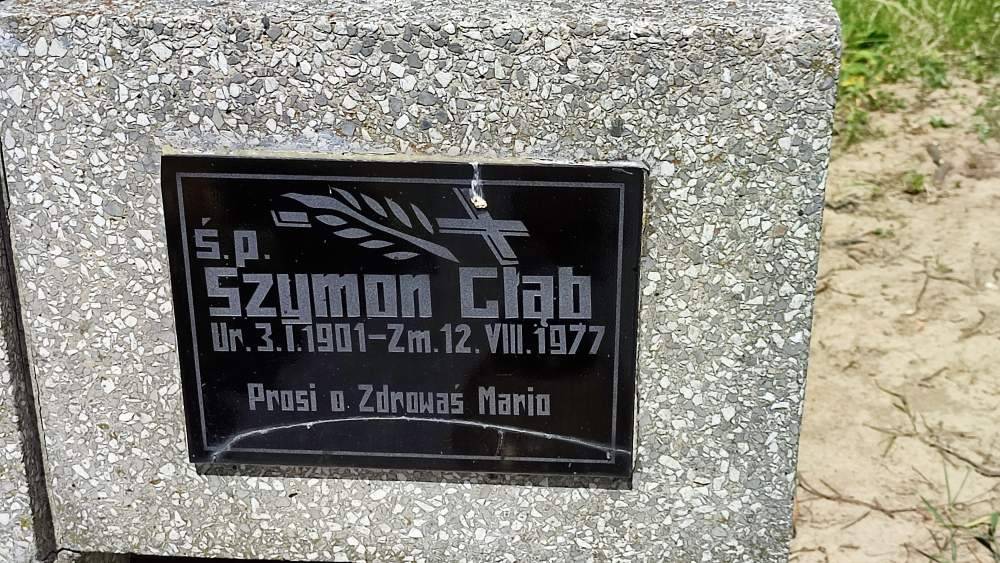 ś.p.
Szymon Głąb
Ur. 3.I.1901-Zm.12.VIII.1977
Prosi o Zdrowaś Mario